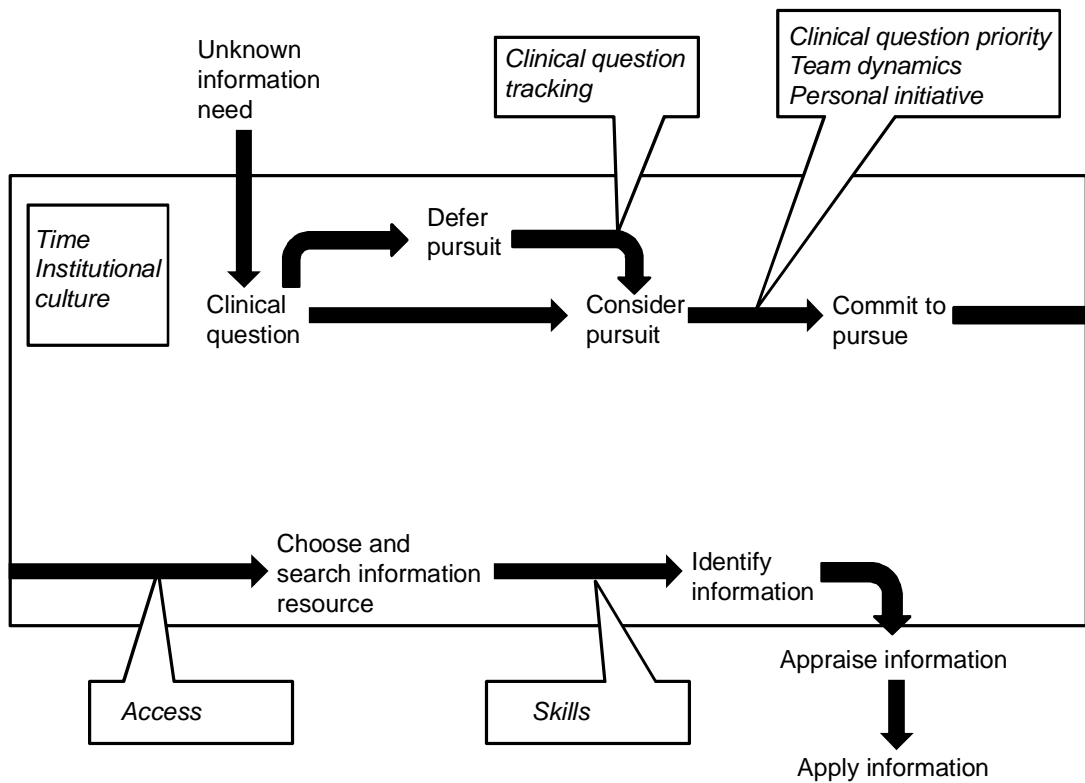 Unknown
information
need
Clinical question
tracking
Clinical question priority
Team dynamics
Personal initiative
Time
Institutional
culture
Defer
pursuit
Clinical
question
Consider
pursuit
Commit to
pursue
Choose and
search information
resource
Identify
information
Access
Skills
Appraise information
Apply information